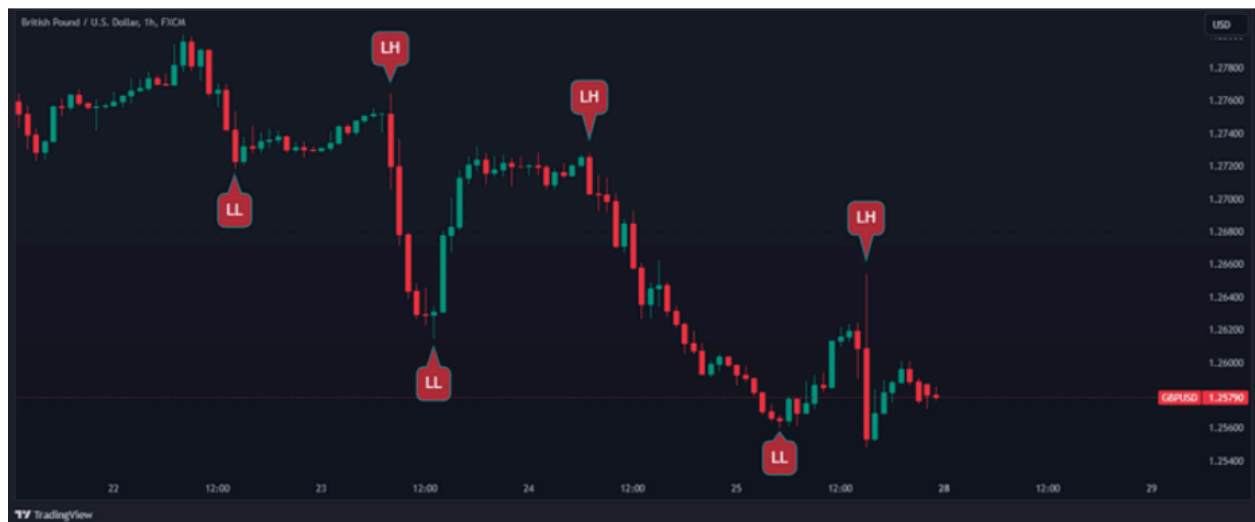 British Pound / U.S. Dollar, 1h, FXCM
USD
LH
1.27800
LH
1.27600
1.27400
1.27200
LL
LH
1.27000
1.26800
1.26600
1.26400
1.26200
LL
1.26000
GBPUSD 1.25790
1.25600
LL
1.25400
22 12:00 23 12:00 24 12:00 25 12:00 28 12:00 29
TradingView